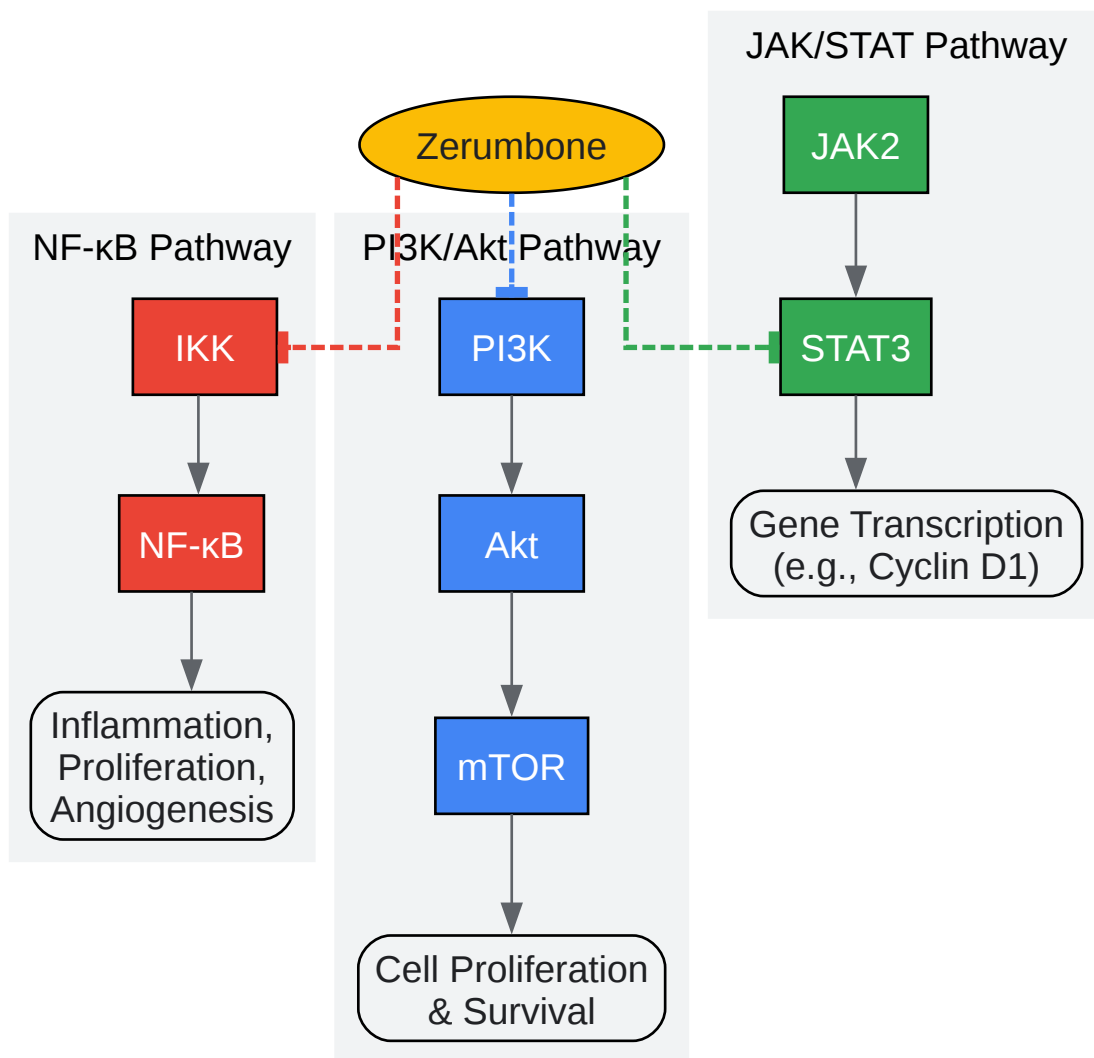 JAK/STAT Pathway
Zerumbone
JAK2
NF-κB Pathway
PI3K/Akt Pathway
IKK
PI3K
STAT3
NF-κB
Akt
Gene Transcription
(e.g., Cyclin D1)
Inflammation,
Proliferation,
Angiogenesis
mTOR
Cell Proliferation
& Survival